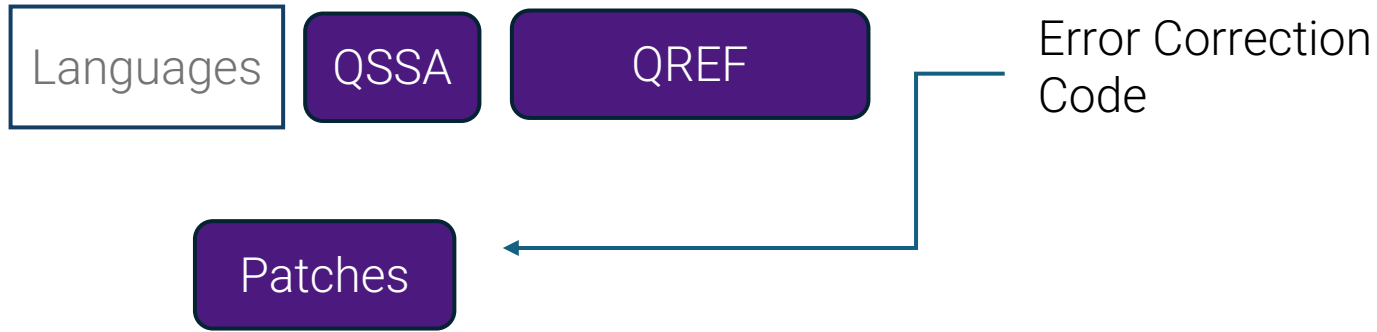 Languages
QSSA
QREF
Error Correction
Code
Patches